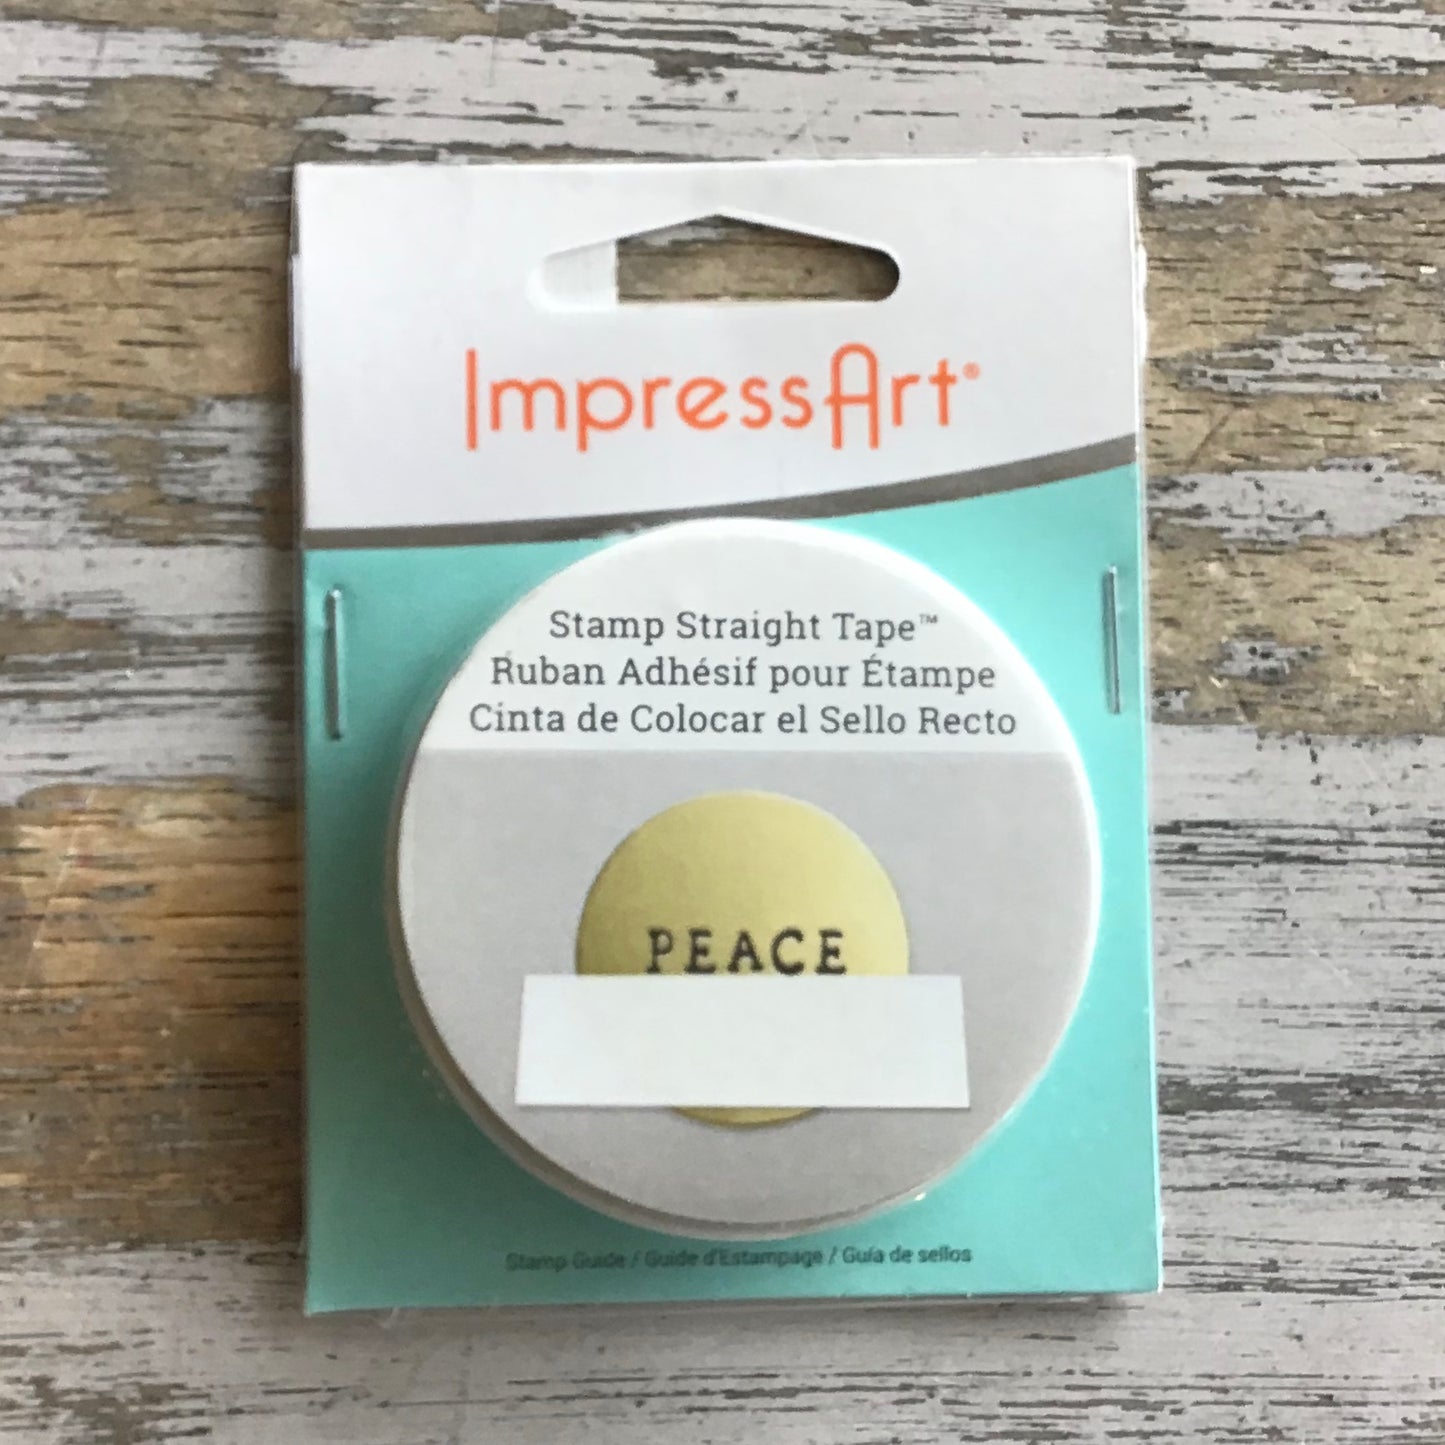 ImpressArt®
Stamp Straight Tape™
Ruban Adhésif pour Étampe
Cinta de Colocar el Sello Recto
PEACE
Stamp Guide / Guide d'Estampage / Guía de sellos